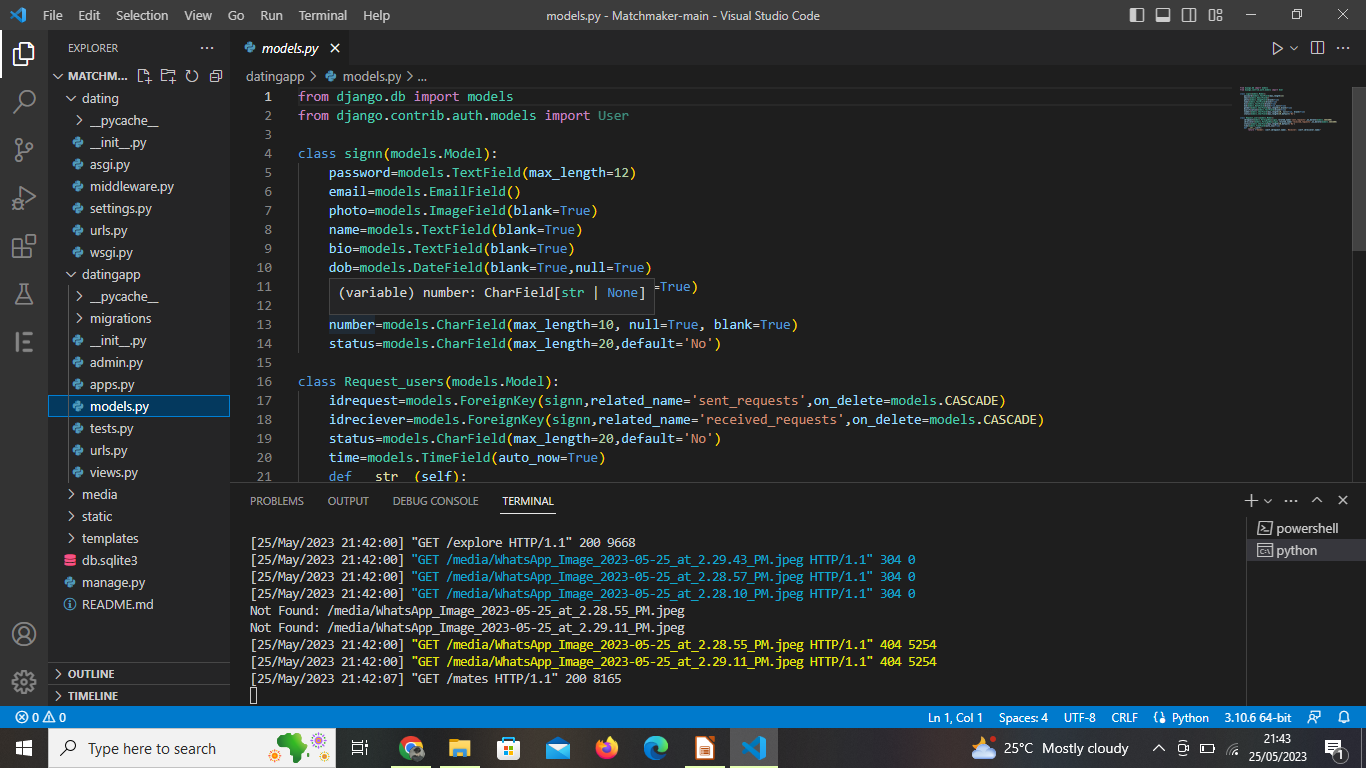 File Edit Selection View Go Run Terminal Help models.py - Matchmaker-main - Visual Studio Code
EXPLORER
MATCHM...
dating
__pycache__
__init__.py
asgi.py
middleware.py
settings.py
urls.py
wsgi.py
datingapp
__pycache__
migrations
__init__.py
admin.py
apps.py
models.py
tests.py
urls.py
views.py
media
static
templates
db.sqlite3
manage.py
README.md
OUTLINE
TIMELINE
models.py
datingapp > models.py > ...
1 from django.db import models
2 from django.contrib.auth.models import User
3
4 class signn(models.Model):
5 password=models.TextField(max_length=12)
6 email=models.EmailField()
7 photo=models.ImageField(blank=True)
8 name=models.TextField(blank=True)
9 bio=models.TextField(blank=True)
10 dob=models.DateField(blank=True,null=True)
11 =True)
(variable) number: CharField[str | None]
12
13 number=models.CharField(max_length=10, null=True, blank=True)
14 status=models.CharField(max_length=20,default='No')
15
16 class Request_users(models.Model):
17 idrequest=models.ForeignKey(signn,related_name='sent_requests',on_delete=models.CASCADE)
18 idreciever=models.ForeignKey(signn,related_name='received_requests',on_delete=models.CASCADE)
19 status=models.CharField(max_length=20,default='No')
20 time=models.TimeField(auto_now=True)
21 def __str__(self):
PROBLEMS OUTPUT DEBUG CONSOLE TERMINAL
[25/May/2023 21:42:00] "GET /explore HTTP/1.1" 200 9668
[25/May/2023 21:42:00] "GET /media/WhatsApp_Image_2023-05-25_at_2.29.43_PM.jpeg HTTP/1.1" 304 0
[25/May/2023 21:42:00] "GET /media/WhatsApp_Image_2023-05-25_at_2.28.57_PM.jpeg HTTP/1.1" 304 0
[25/May/2023 21:42:00] "GET /media/WhatsApp_Image_2023-05-25_at_2.28.10_PM.jpeg HTTP/1.1" 304 0
Not Found: /media/WhatsApp_Image_2023-05-25_at_2.28.55_PM.jpeg
Not Found: /media/WhatsApp_Image_2023-05-25_at_2.29.11_PM.jpeg
[25/May/2023 21:42:00] "GET /media/WhatsApp_Image_2023-05-25_at_2.28.55_PM.jpeg HTTP/1.1" 404 5254
[25/May/2023 21:42:00] "GET /media/WhatsApp_Image_2023-05-25_at_2.29.11_PM.jpeg HTTP/1.1" 404 5254
[25/May/2023 21:42:07] "GET /mates HTTP/1.1" 200 8165
powershell
python
0 0 Ln 1, Col 1 Spaces: 4 UTF-8 CRLF Python 3.10.6 64-bit
Type here to search
25°C Mostly cloudy
21:43
25/05/2023
1